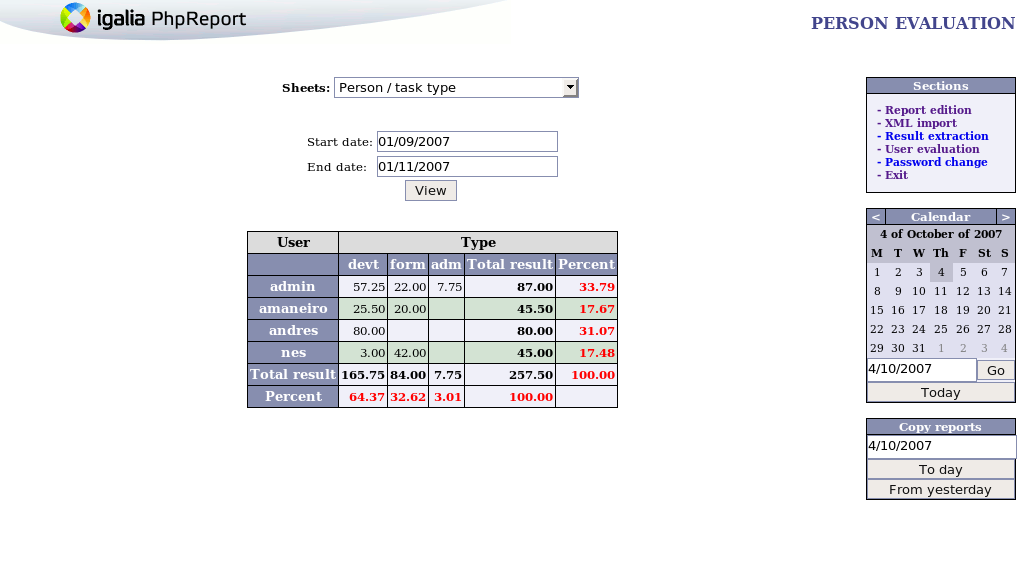 igalia PhpReport
PERSON EVALUATION
Sheets: Person / task type
Start date: 01/09/2007
End date: 01/11/2007
View
User Type
devt form adm Total result Percent
admin 57.25 22.00 7.75 87.00 33.79
amaneiro 25.50 20.00 45.50 17.67
andres 80.00 80.00 31.07
nes 3.00 42.00 45.00 17.48
Total result 165.75 84.00 7.75 257.50 100.00
Percent 64.37 32.62 3.01 100.00
Sections
- Report edition
- XML import
- Result extraction
- User evaluation
- Password change
- Exit
< Calendar >
4 of October of 2007
M T W Th F St S
1 2 3 4 5 6 7
8 9 10 11 12 13 14
15 16 17 18 19 20 21
22 23 24 25 26 27 28
29 30 31 1 2 3 4
4/10/2007 Go
Today
Copy reports
4/10/2007
To day
From yesterday